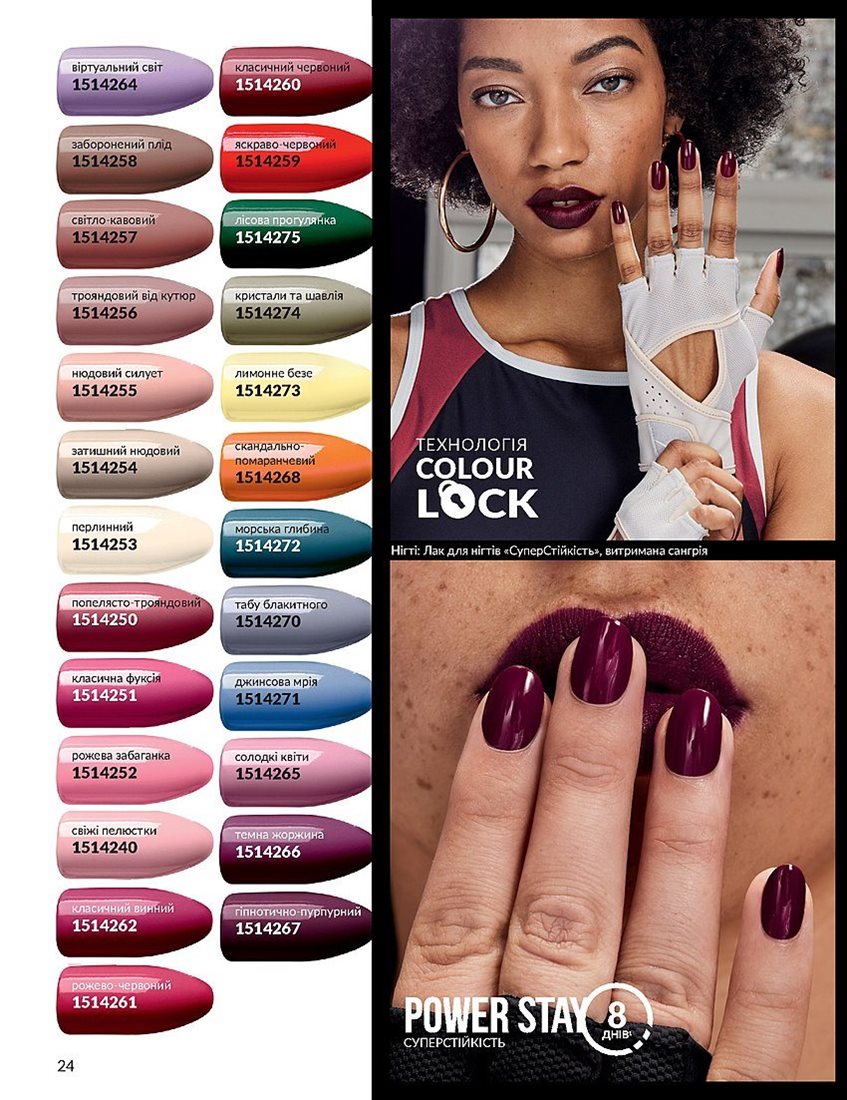 віртуальний світ
1514264
класичний червоний
1514260
заборонений плід
1514258
яскраво-червоний
1514259
світло-кавовий
1514257
лісова прогулянка
1514275
трояндовий від кутюр
1514256
кристали та шавлія
1514274
нюдовий силует
1514255
лимонне безе
1514273
затишний нюдовий
1514254
скандально-
помаранчевий
1514268
перлинний
1514253
морська глибина
1514272
попелясто-трояндовий
1514250
табу блакитного
1514270
класична фуксія
1514251
джинсова мрія
1514271
рожева забаганка
1514252
солодкі квіти
1514265
свіжі пелюстки
1514240
темна жоржина
1514266
класичний винний
1514262
гіпнотично-пурпурний
1514267
рожево-червоний
1514261
24
ТЕХНОЛОГІЯ
COLOUR
LOCK
Нігті: Лак для нігтів «СуперСтійкість», витримана сангрія
POWER STAY 8
СУПЕРСТІЙКІСТЬ
ДНІВ¹